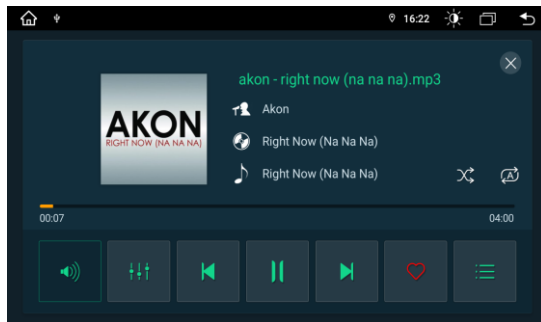 16:22
akon - right now (na na na).mp3
AKON
RIGHT NOW (NA NA NA)
Akon
Right Now (Na Na Na)
Right Now (Na Na Na)
A
00:07
04:00